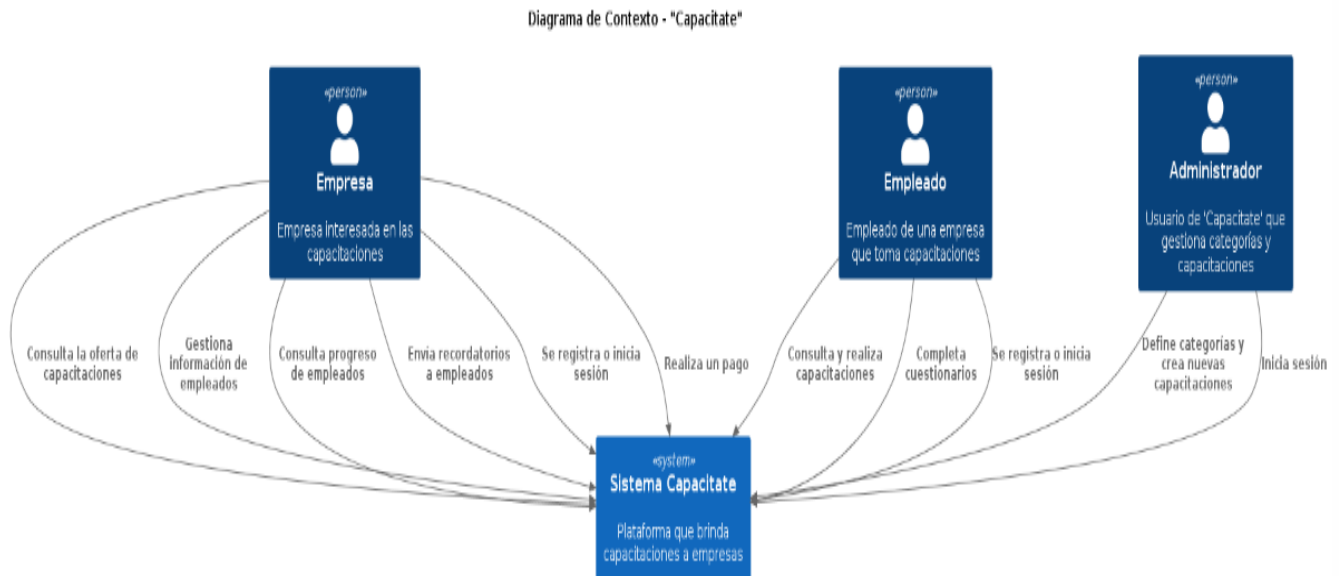 Diagrama de Contexto - "Capacitate"
«person»
Empresa
Empresa interesada en las
capacitaciones
«person»
Empleado
Empleado de una empresa
que toma capacitaciones
«person»
Administrador
Usuario de 'Capacitate' que
gestiona categorías y
capacitaciones
Consulta la oferta de
capacitaciones
Gestiona
información de
empleados
Consulta progreso
de empleados
Envía recordatorios
a empleados
Se registra o inicia
sesión
Realiza un pago
Consulta y realiza
capacitaciones
Completa
cuestionarios
Se registra o inicia
sesión
Define categorías y
crea nuevas
capacitaciones
Inicia sesión
«system»
Sistema Capacitate
Plataforma que brinda
capacitaciones a empresas